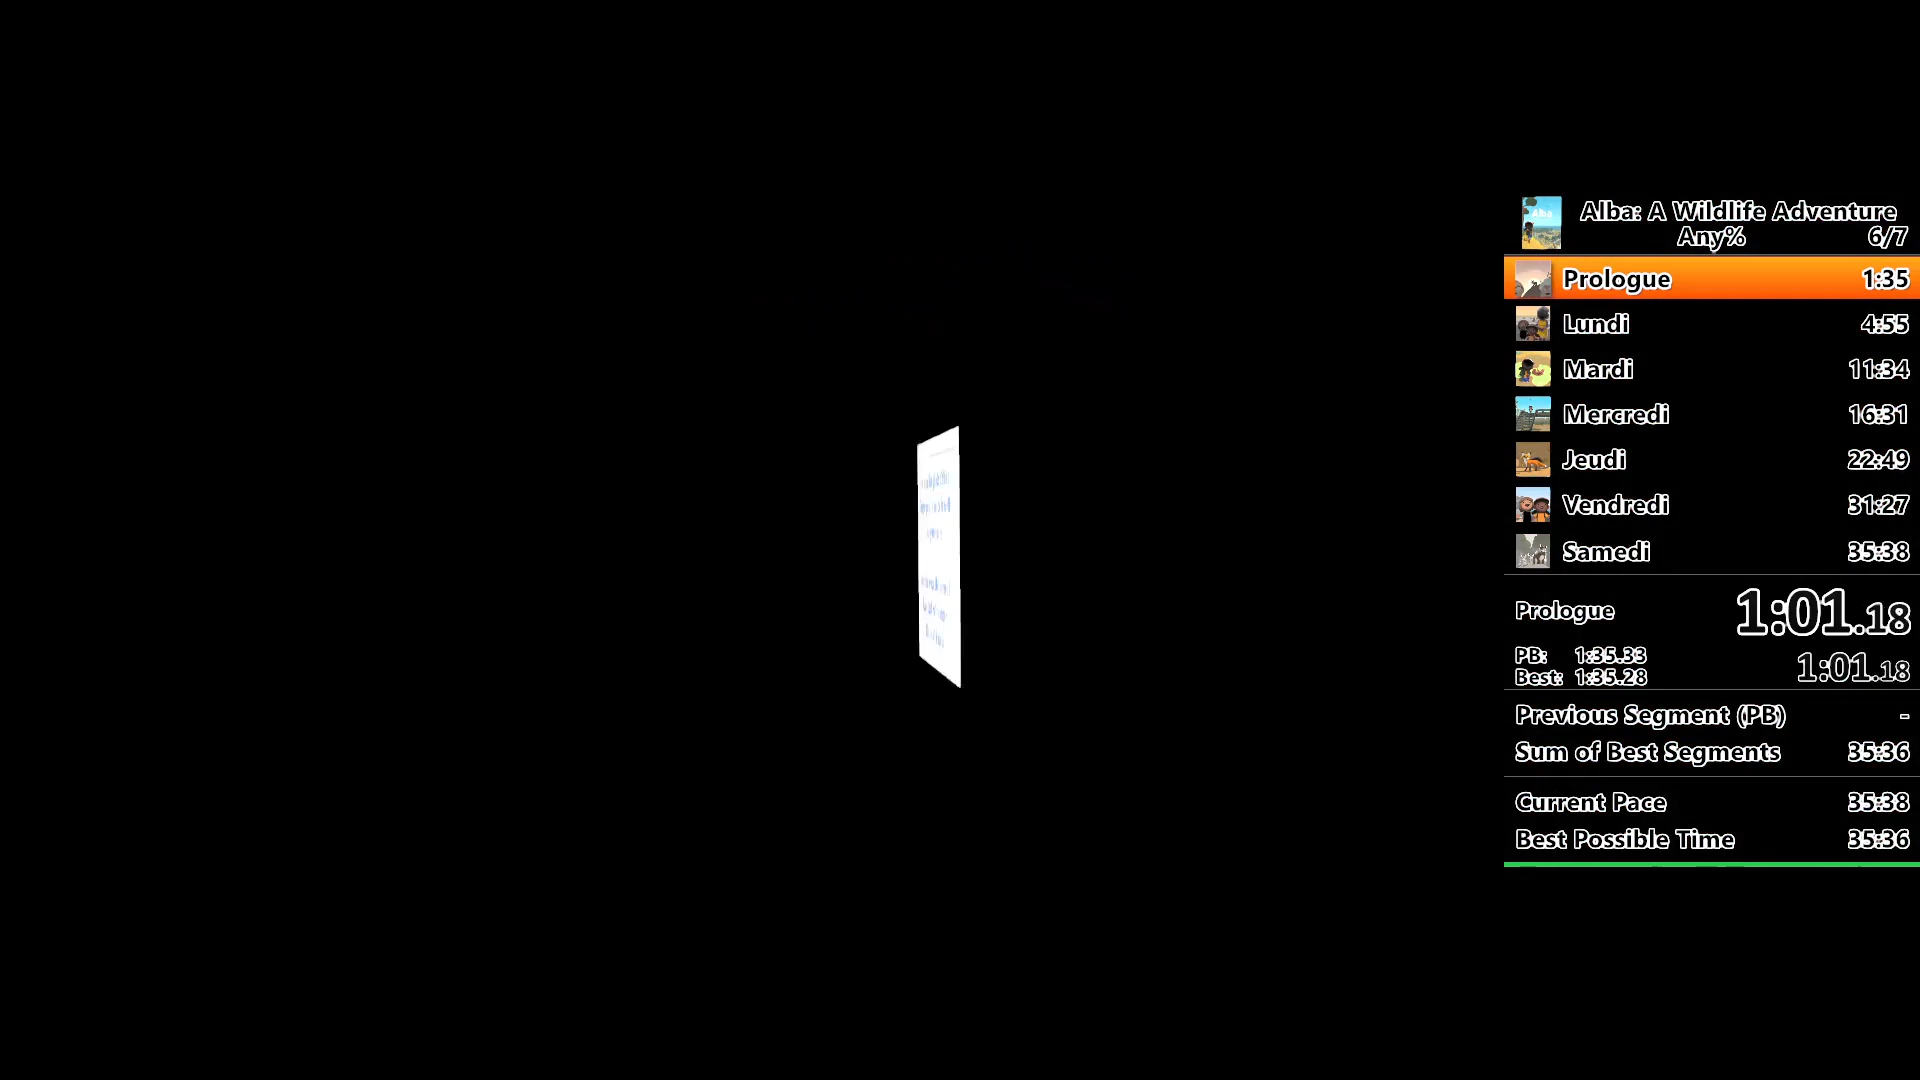 Alba: A Wildlife Adventure
Any% 6/7
Prologue 1:35
Lundi 4:55
Mardi 11:34
Mercredi 16:31
Jeudi 22:49
Vendredi 31:27
Samedi 35:38
Prologue 1:01.18
PB: 1:35.33
Best: 1:35.28 1:01.18
Previous Segment (PB) -
Sum of Best Segments 35:36
Current Pace 35:38
Best Possible Time 35:36